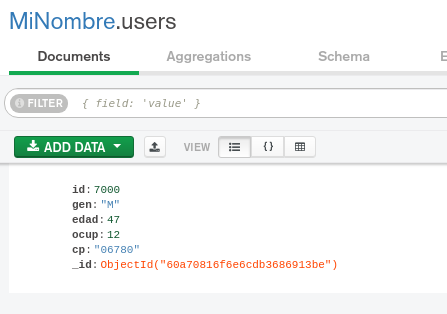 MiNombre.users
Documents Aggregations Schema E
FILTER { field: 'value' }
ADD DATA VIEW {}
id: 7000
gen: "M"
edad: 47
ocup: 12
cp: "06780"
_id: ObjectId("60a70816f6e6cdb3686913be")